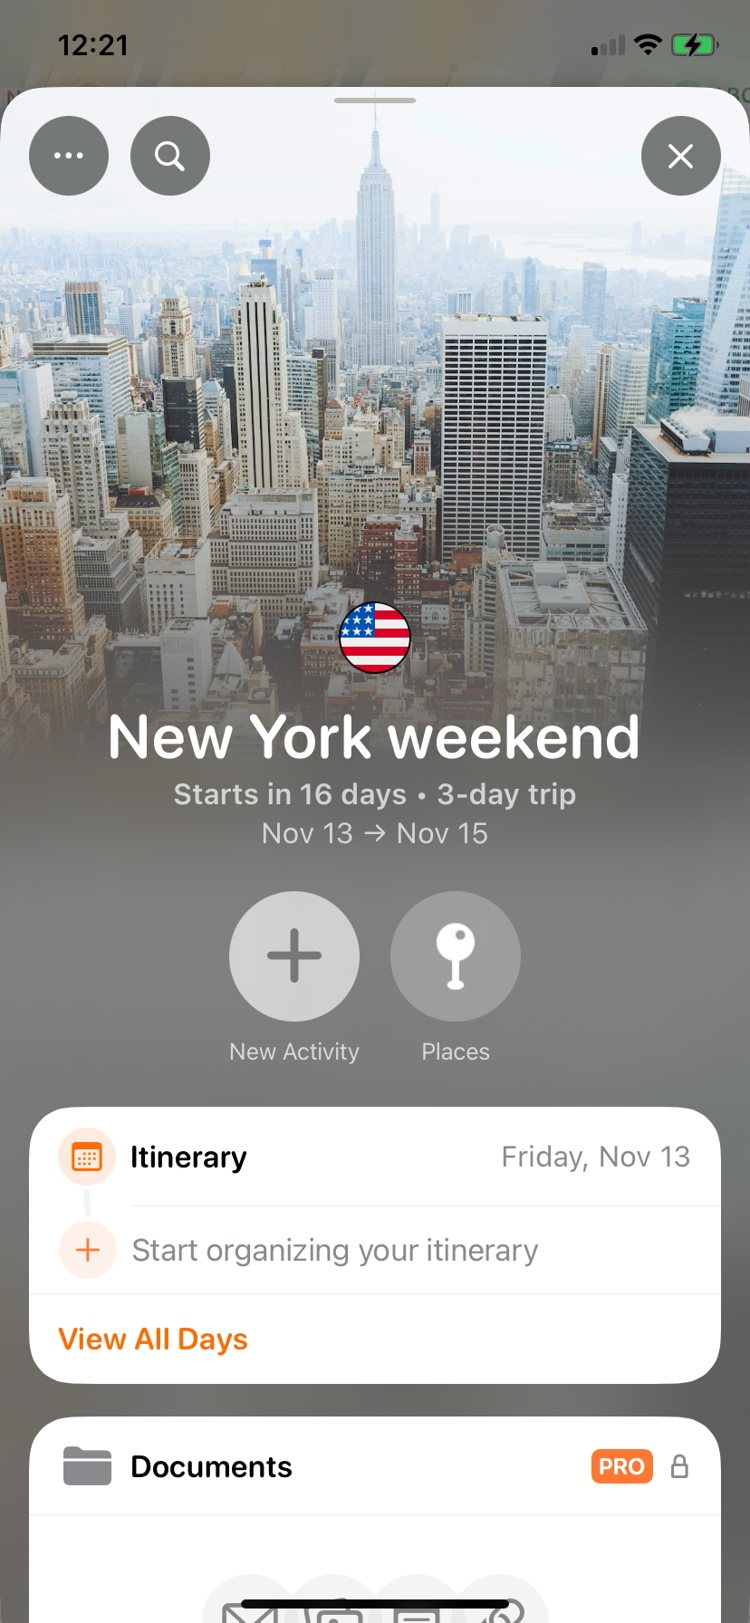 12:21
New York weekend
Starts in 16 days • 3-day trip
Nov 13 → Nov 15
New Activity
Places
Itinerary
Friday, Nov 13
Start organizing your itinerary
View All Days
Documents
PRO